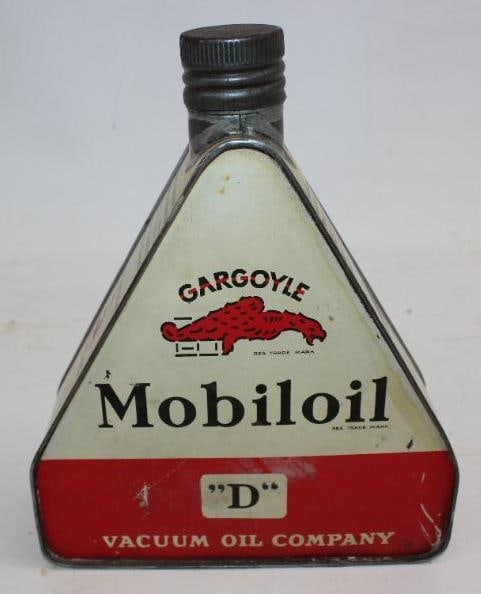 GARGOYLE
REG. TRADE MARK
Mobiloil
REG. TRADE MARK
"D"
VACUUM OIL COMPANY